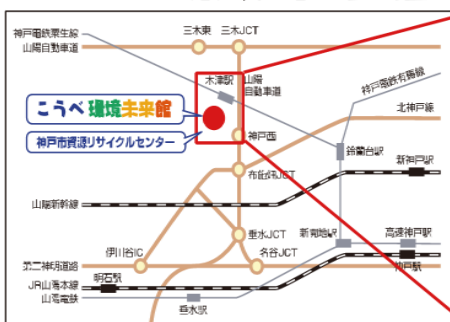 神戸電鉄粟生線
山陽自動車道
三木東
三木JCT
木津駅
山陽
自動車道
神戸電鉄有馬線
こうべ環境未来館
神戸市資源リサイクルセンター
神戸西
北神戸線
鈴蘭台駅
新神戸駅
布施畑JCT
山陽新幹線
垂水JCT
新開地駅
高速神戸駅
伊川谷IC
名谷JCT
第二神明道路
神戸駅
JR山陽本線
明石駅
山陽電鉄
垂水駅